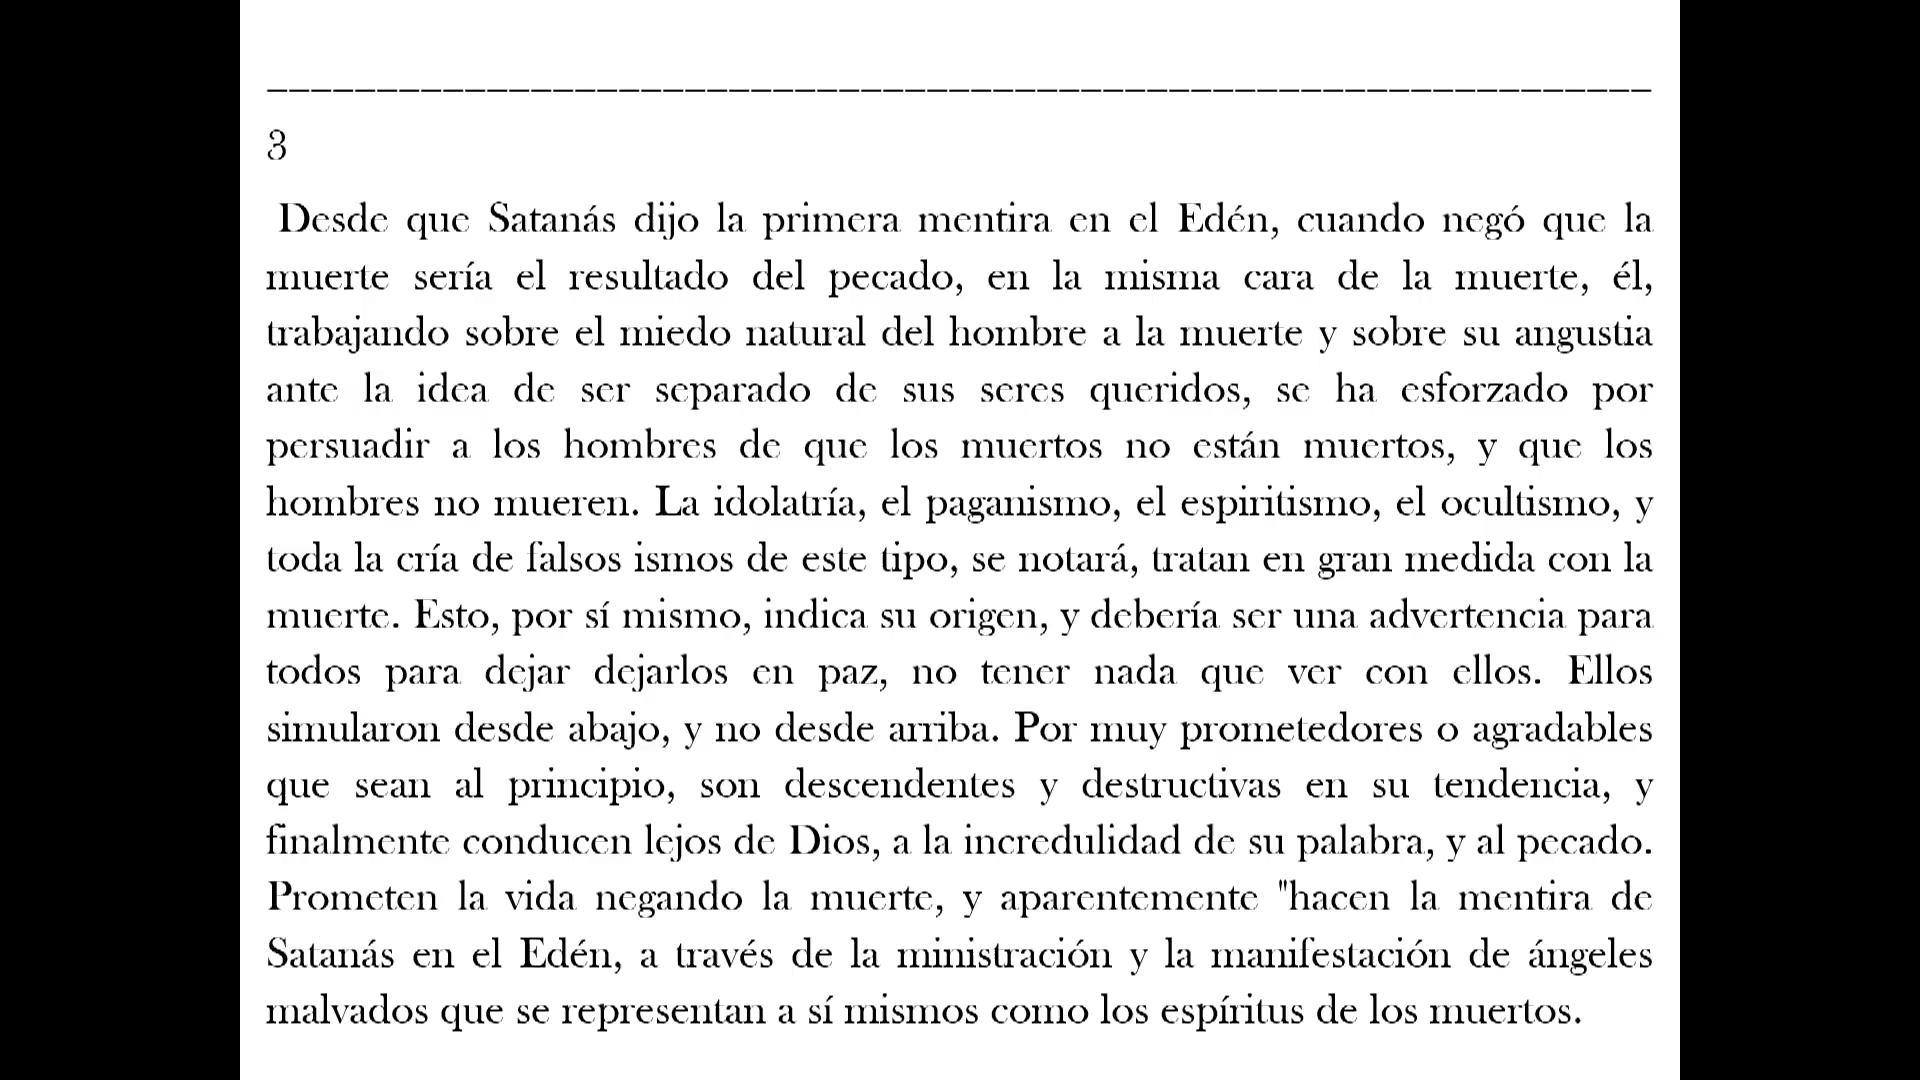 ________________________________________________________________
3
Desde que Satanás dijo la primera mentira en el Edén, cuando negó que la
muerte sería el resultado del pecado, en la misma cara de la muerte, él,
trabajando sobre el miedo natural del hombre a la muerte y sobre su angustia
ante la idea de ser separado de sus seres queridos, se ha esforzado por
persuadir a los hombres de que los muertos no están muertos, y que los
hombres no mueren. La idolatría, el paganismo, el espiritismo, el ocultismo, y
toda la cría de falsos ismos de este tipo, se notará, tratan en gran medida con la
muerte. Esto, por sí mismo, indica su origen, y debería ser una advertencia para
todos para dejar dejarlos en paz, no tener nada que ver con ellos. Ellos
simularon desde abajo, y no desde arriba. Por muy prometedores o agradables
que sean al principio, son descendentes y destructivas en su tendencia, y
finalmente conducen lejos de Dios, a la incredulidad de su palabra, y al pecado.
Prometen la vida negando la muerte, y aparentemente "hacen la mentira de
Satanás en el Edén, a través de la ministración y la manifestación de ángeles
malvados que se representan a sí mismos como los espíritus de los muertos.